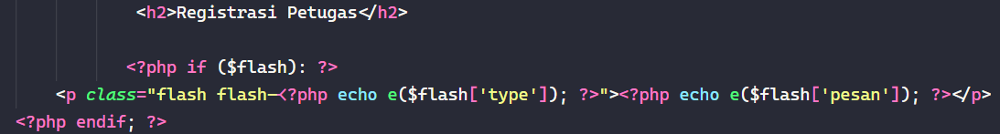 <h2>Registrasi Petugas</h2>
<?php if ($flash): ?>
<p class="flash flash-<?php echo e($flash['type']); ?>"><?php echo e($flash['pesan']); ?></p>
<?php endif; ?>